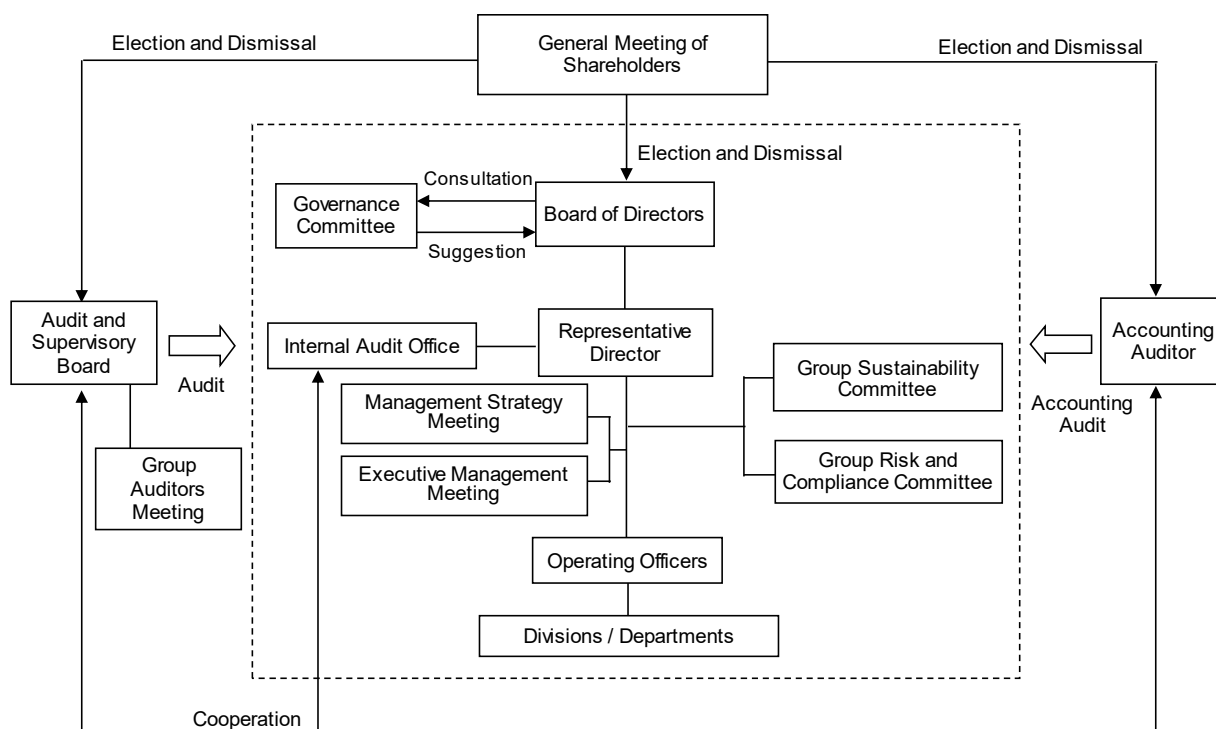 Election and Dismissal
General Meeting of
Shareholders
Election and Dismissal
Election and Dismissal
Consultation
Governance
Committee
Board of Directors
Suggestion
Audit and
Supervisory
Board
Audit
Internal Audit Office
Representative
Director
Accounting
Auditor
Accounting
Audit
Group Sustainability
Committee
Management Strategy
Meeting
Group Auditors
Meeting
Executive Management
Meeting
Group Risk and
Compliance Committee
Operating Officers
Divisions / Departments
Cooperation